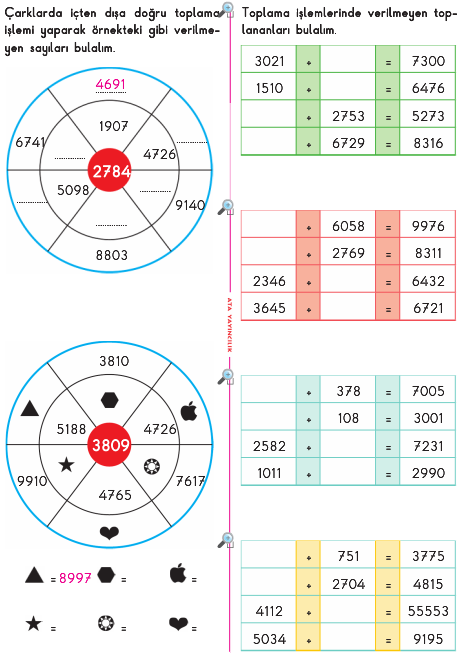 Çarklarda içten dışa doğru toplama
işlemi yaparak örnekteki gibi verilme-
yen sayıları bulalım.
4691
1907
6741
4726
2784
5098
9140
8803
3810
5188
4726
3809
9910
7617
4765
= 8997 = =
= = =
ATA YAYINCILIK
Toplama işlemlerinde verilmeyen top-
lananları bulalım.
3021 + = 7300
1510 + = 6476
+ 2753 = 5273
+ 6729 = 8316
+ 6058 = 9976
+ 2769 = 8311
2346 + = 6432
3645 + = 6721
+ 378 = 7005
+ 108 = 3001
2582 + = 7231
1011 + = 2990
+ 751 = 3775
+ 2704 = 4815
4112 + = 55553
5034 + = 9195